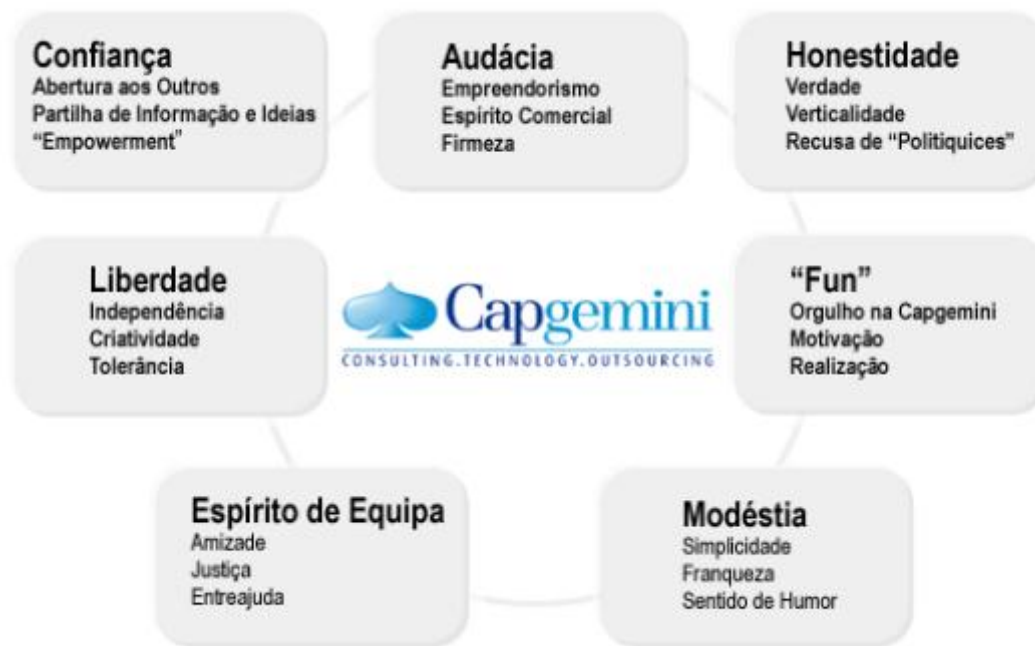 Confiança
Abertura aos Outros
Partilha de Informação e Ideias
“Empowerment”
Audácia
Empreendorismo
Espirito Comercial
Firmeza
Honestidade
Verdade
Verticalidade
Recusa de “Politiquices”
Liberdade
Independência
Criatividade
Tolerância
Capgemini
CONSULTING.TECHNOLOGY.OUTSOURCING
“Fun”
Orgulho na Capgemini
Motivação
Realização
Espírito de Equipa
Amizade
Justiça
Entreajuda
Modéstia
Simplicidade
Franqueza
Sentido de Humor